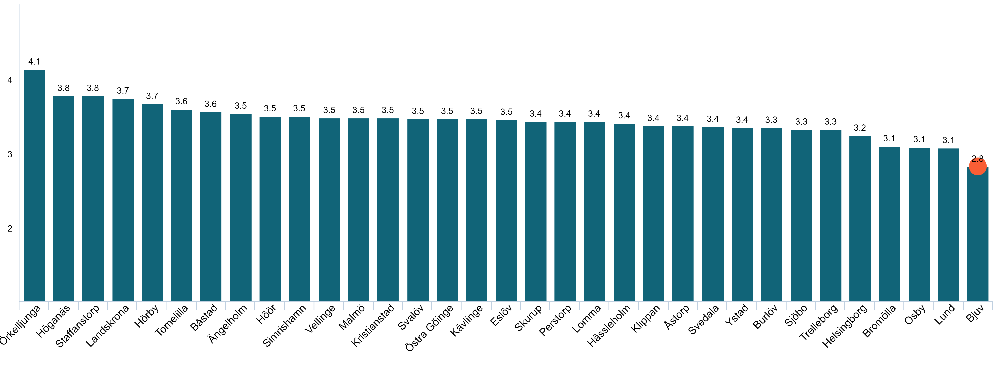 4.1
3.8
3.8
3.7
3.7
3.6
3.6
3.5
3.5
3.5
3.5
3.5
3.5
3.5
3.5
3.5
3.5
3.4
3.4
3.4
3.4
3.4
3.4
3.4
3.4
3.3
3.3
3.3
3.2
3.1
3.1
3.1
2.8
4
3
2
Örkelljunga
Höganäs
Staffanstorp
Landskrona
Hörby
Tomelilla
Båstad
Ängelholm
Höör
Simrishamn
Vellinge
Malmö
Kristianstad
Svalöv
Östra Göinge
Kävlinge
Eslöv
Skurup
Perstorp
Lomma
Hässleholm
Klippan
Åstorp
Svedala
Ystad
Burlöv
Sjöbo
Trelleborg
Helsingborg
Bromölla
Osby
Lund
Bjuv